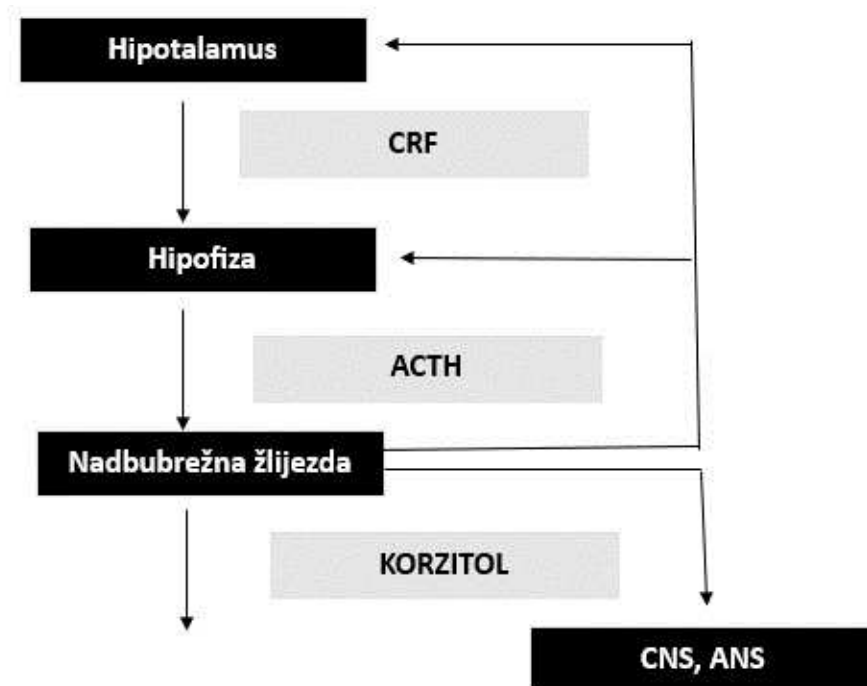 Hipotalamus
CRF
Hipofiza
ACTH
Nadbubrežna žlijezda
KORZITOL
CNS, ANS